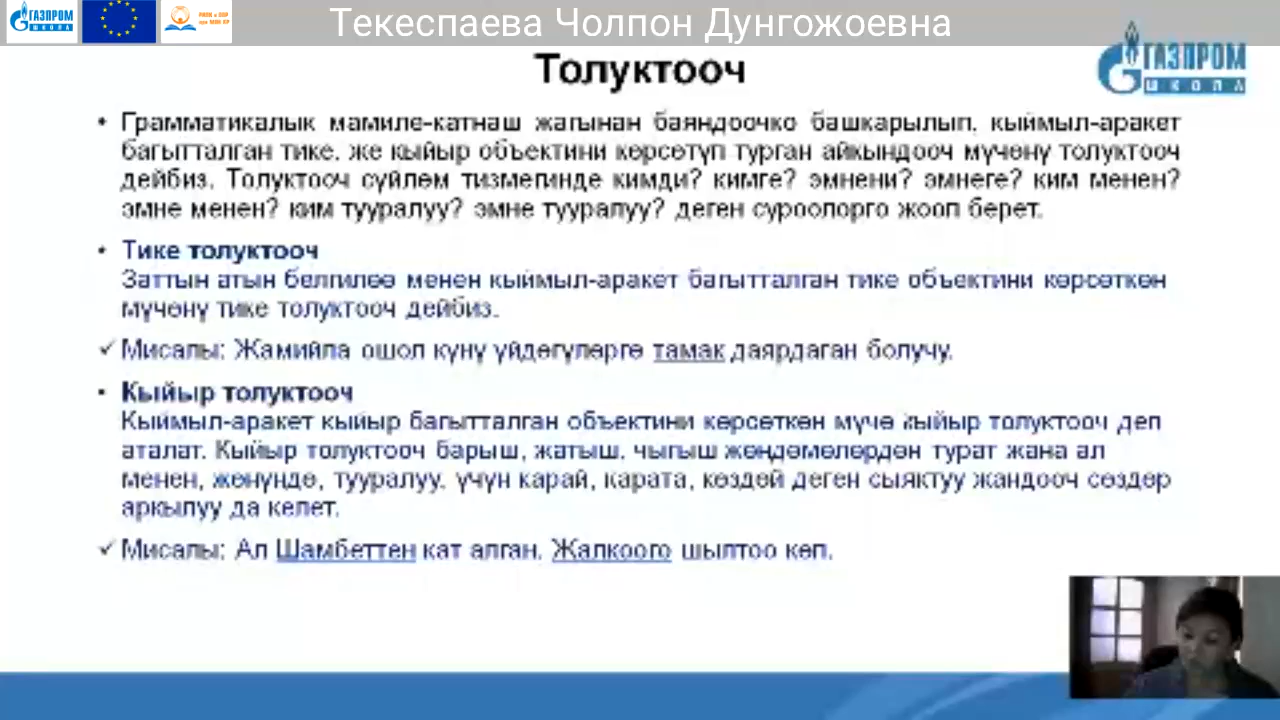 ГАЗПРОМ
ШКОЛА
Текеспаева Чолпон Дунгожоевна
ГАЗПРОМ
ШКОЛА
Толуктооч
• Грамматикалык мамиле-катнаш жагынан баяндоочко башкарылып, кыймыл-аракет
багытталган тике, же кыйыр объектини көрсөтүп турган айкындооч мүчөнү толуктооч
дейбиз. Толуктооч сүйлөм тизмегинде кимди? кимге? эмнени? эмнеге? ким менен?
эмне менен? ким тууралуу? эмне тууралуу? деген суроолорго жооп берет.
• Тике толуктооч
Заттын атын белгилөө менен кыймыл-аракет багытталган тике объектини көрсөткөн
мүчөнү тике толуктооч дейбиз.
✓ Мисалы: Жамийла ошол күнү үйдөгүлөргө тамак даярдаган болучу.
• Кыйыр толуктооч
Кыймыл-аракет кыйыр багытталган объектини көрсөткөн мүчө кыйыр толуктооч деп
аталат. Кыйыр толуктооч барыш, жатыш, чыгыш жөндөмөлөрдөн турат жана ал
менен, жөнүндө, тууралуу, үчүн карай, карата, көздөй деген сыяктуу жандооч сөздөр
аркылуу да келет.
✓ Мисалы: Ал Шамбеттен кат алган. Жалкоого шылтоо көп.